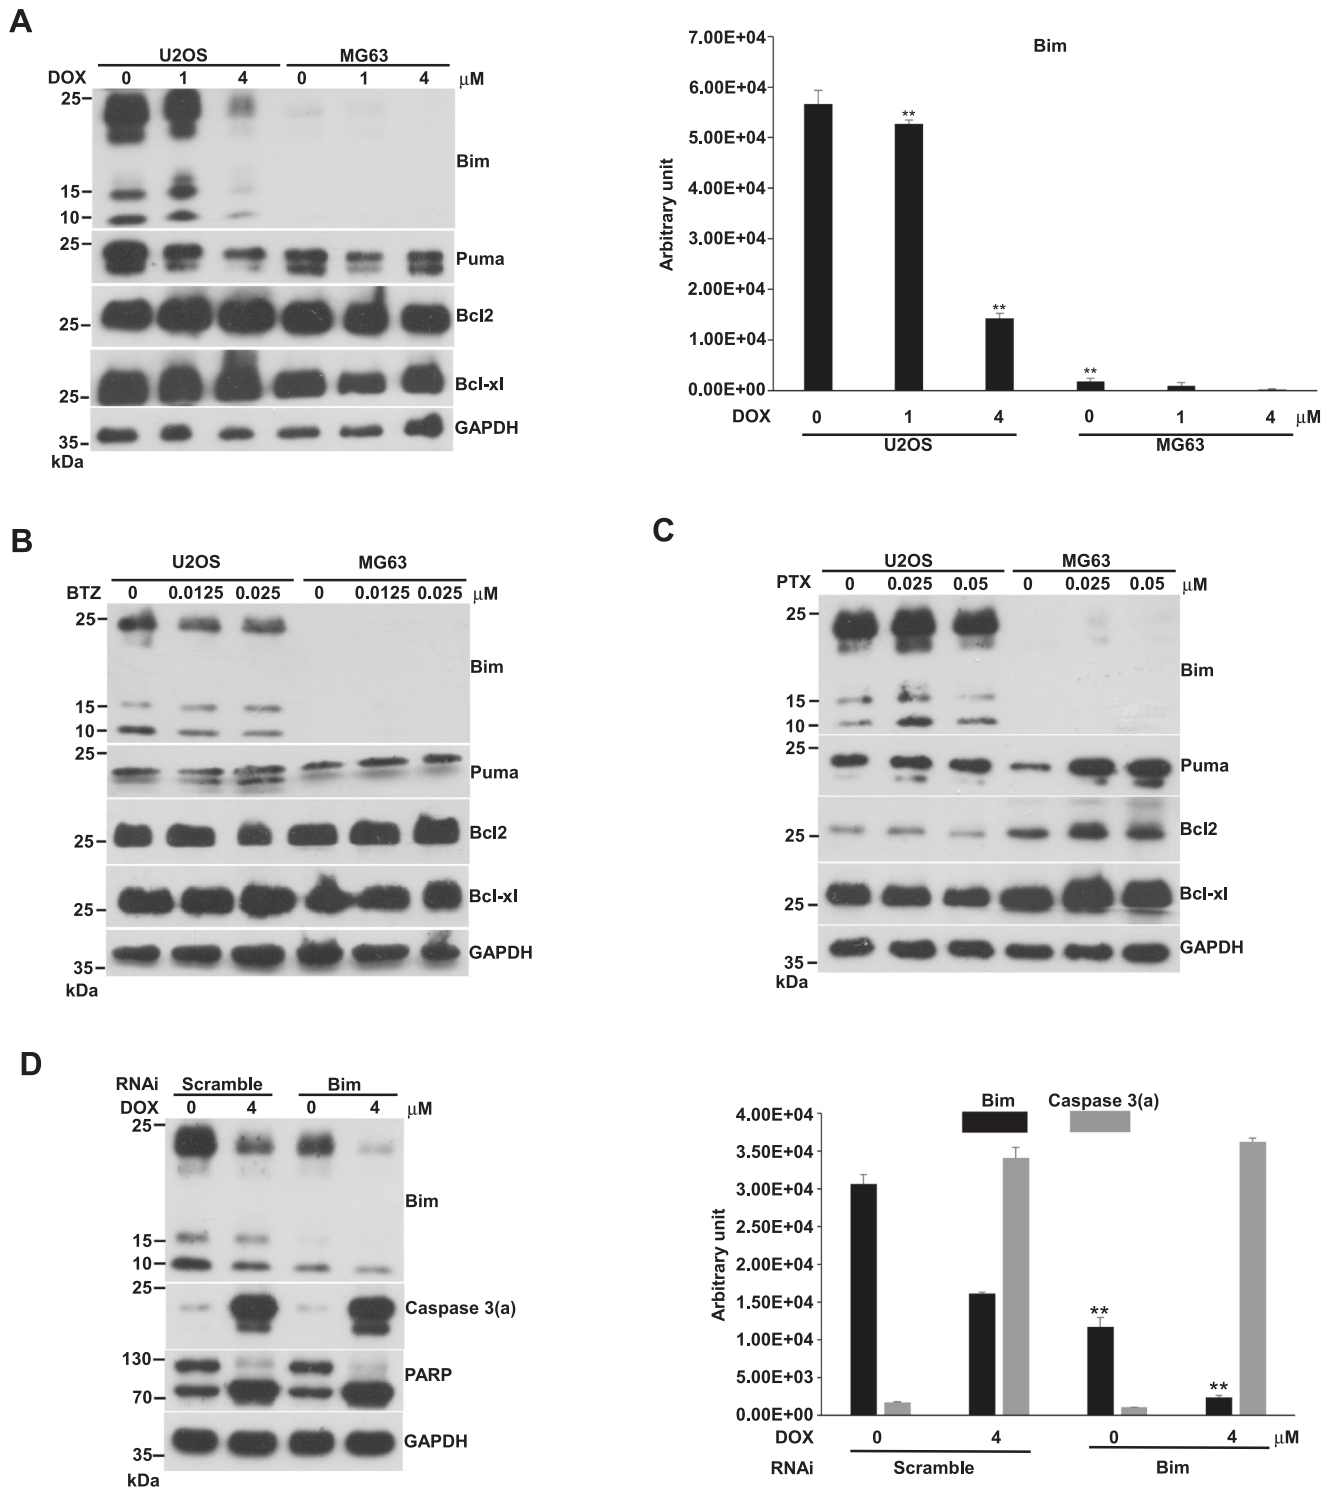 A
U2OS MG63
DOX 0 1 4 0 1 4 μM
25
Bim
15
10
25
Puma
Bcl2
25
Bcl-xl
25
GAPDH
35
kDa
Bim
7.00E+04
6.00E+04
5.00E+04
4.00E+04
3.00E+04
2.00E+04
1.00E+04
0.00E+00
Arbitrary unit
**
**
**
DOX 0 1 4 0 1 4 μM
U2OS MG63
B
U2OS MG63
BTZ 0 0.0125 0.025 0 0.0125 0.025 μM
25
Bim
15
10
25
Puma
Bcl2
25
Bcl-xl
25
GAPDH
35
kDa
C
U2OS MG63
PTX 0 0.025 0.05 0 0.025 0.05 μM
25
Bim
15
10
25
Puma
Bcl2
25
Bcl-xl
25
GAPDH
35
kDa
D
RNAi Scramble Bim
DOX 0 4 0 4 μM
25
Bim
15
10
25
Caspase 3(a)
130
PARP
70
GAPDH
35
kDa
Bim Caspase 3(a)
4.00E+04
3.50E+04
3.00E+04
2.50E+04
2.00E+04
1.50E+04
1.00E+04
5.00E+03
0.00E+00
Arbitrary unit
**
**
DOX 0 4 0 4 μM
RNAi Scramble Bim